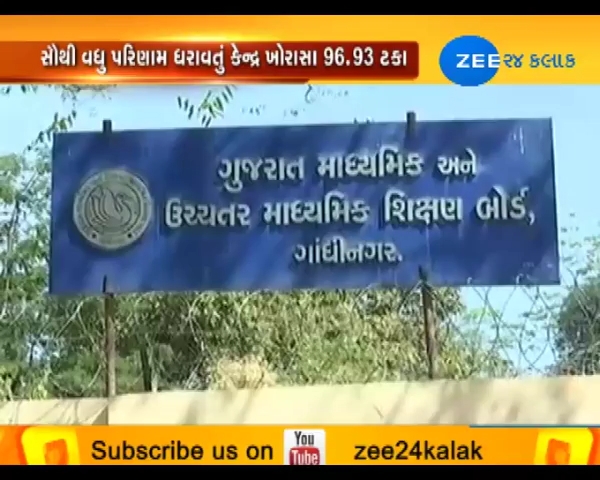 સૌથી વધુ પરિણામ ધરાવતું કેન્દ્ર ખોરાસા 96.93 ટકા
ZEE ૨૪ કલાક
ગુજરાત માધ્યમિક અને
ઉચ્ચતર માધ્યમિક શિક્ષણ બોર્ડ,
ગાંધીનગર.
Subscribe us on You Tube zee24kalak